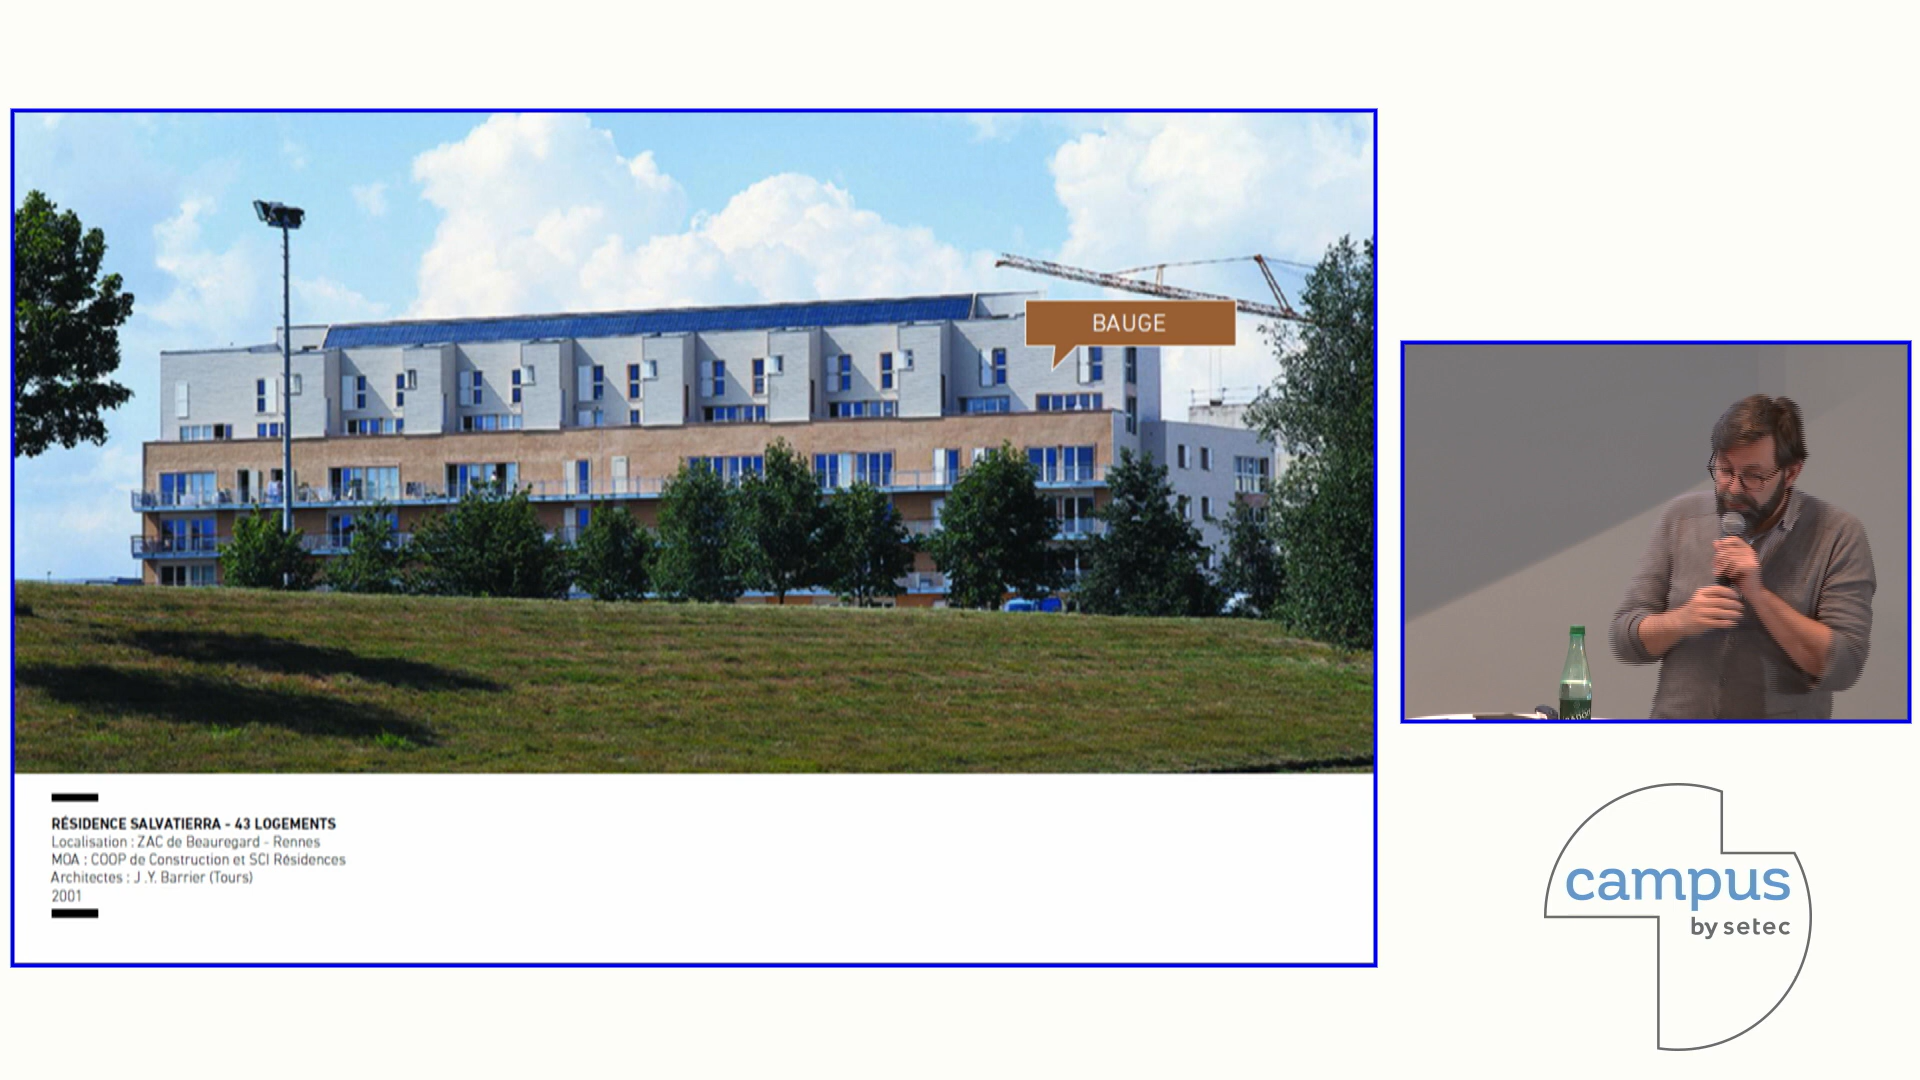 BAUGE
RÉSIDENCE SALVATIERRA - 43 LOGEMENTS
Localisation : ZAC de Beauregard - Rennes
MOA : COOP de Construction et SCI Résidences
Architectes : J .Y. Barrier (Tours)
2001
campus
by setec